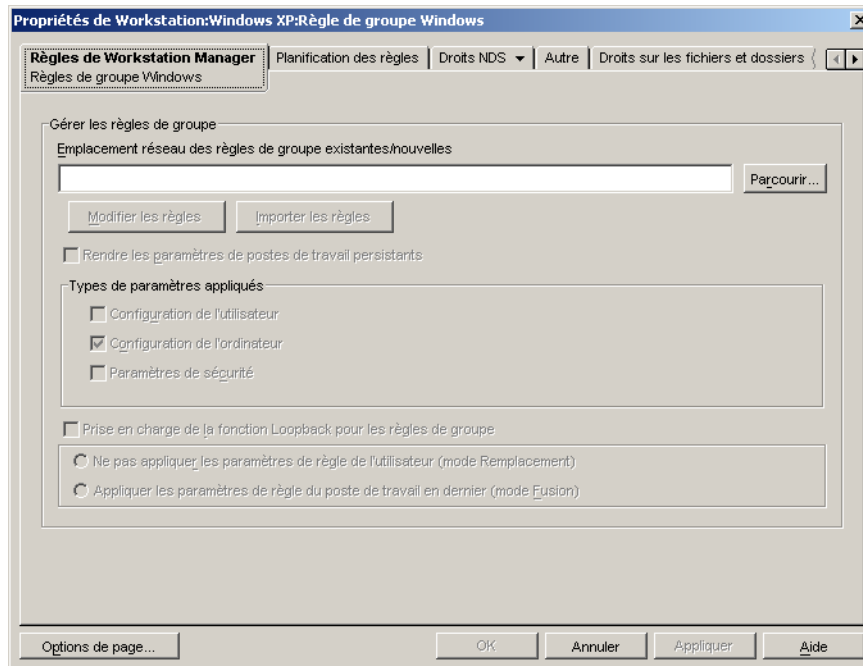 Propriétés de Workstation:Windows XP:Règle de groupe Windows
Règles de Workstation Manager | Planification des règles | Droits NDS | Autre | Droits sur les fichiers et dossiers
Règles de groupe Windows
Gérer les règles de groupe
Emplacement réseau des règles de groupe existantes/nouvelles
Parcourir...
Modifier les règles Importer les règles
Rendre les paramètres de postes de travail persistants
Types de paramètres appliqués
Configuration de l'utilisateur
Configuration de l'ordinateur
Paramètres de sécurité
Prise en charge de la fonction Loopback pour les règles de groupe
Ne pas appliquer les paramètres de règle de l'utilisateur (mode Remplacement)
Appliquer les paramètres de règle du poste de travail en dernier (mode Fusion)
Options de page... OK Annuler Appliquer Aide